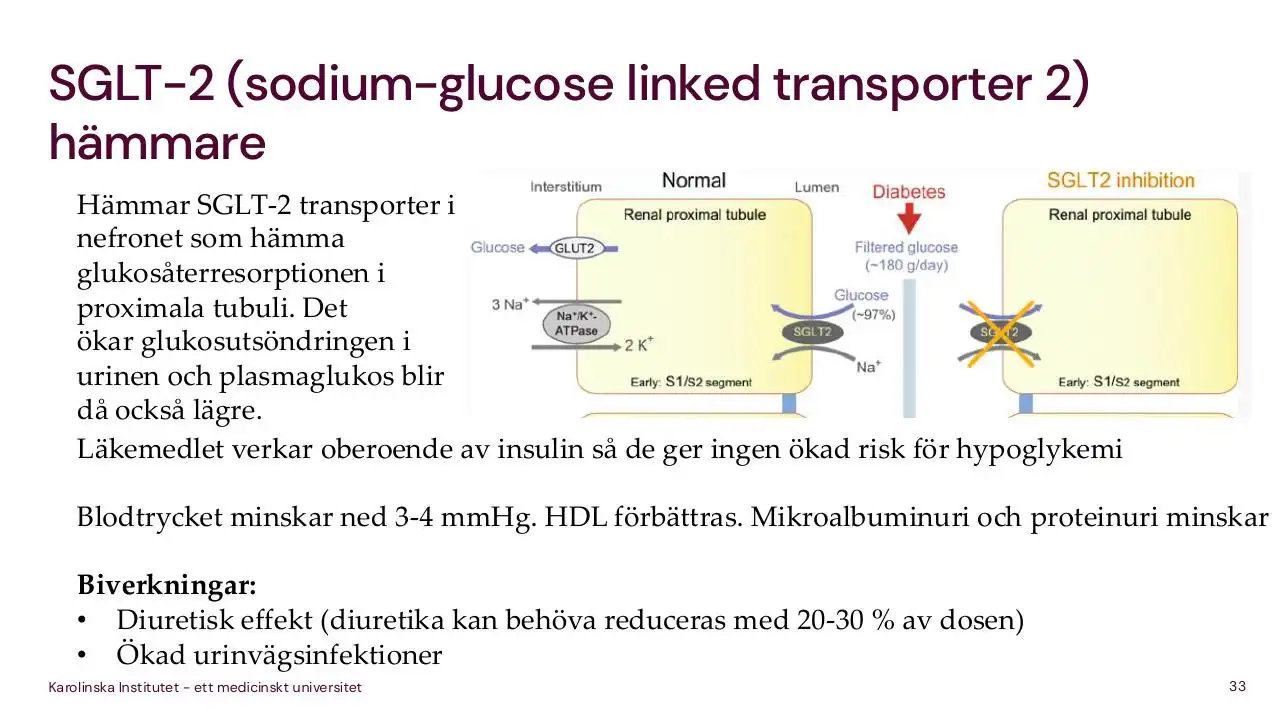 SGLT-2 (sodium-glucose linked transporter 2)
hämmare
Hämmar SGLT-2 transporter i
nefronet som hämma
glukosåterresorptionen i
proximala tubuli. Det
ökar glukosutsöndringen i
urinen och plasmaglukos blir
då också lägre.
Interstitium
Normal
Lumen
Renal proximal tubule
Glucose
GLUT2
3 Na⁺
Na⁺/K⁺-
ATPase
2 K⁺
Early: S1/S2 segment
Diabetes
Filtered glucose
(~180 g/day)
Glucose
(~97%)
SGLT2
Na⁺
SGLT2 inhibition
Renal proximal tubule
SGLT2
Early: S1/S2 segment
Läkemedlet verkar oberoende av insulin så de ger ingen ökad risk för hypoglykemi
Blodtrycket minskar ned 3-4 mmHg. HDL förbättras. Mikroalbuminuri och proteinuri minskar
Biverkningar:
• Diuretisk effekt (diuretika kan behöva reduceras med 20-30 % av dosen)
• Ökad urinvägsinfektioner
Karolinska Institutet - ett medicinskt universitet
33